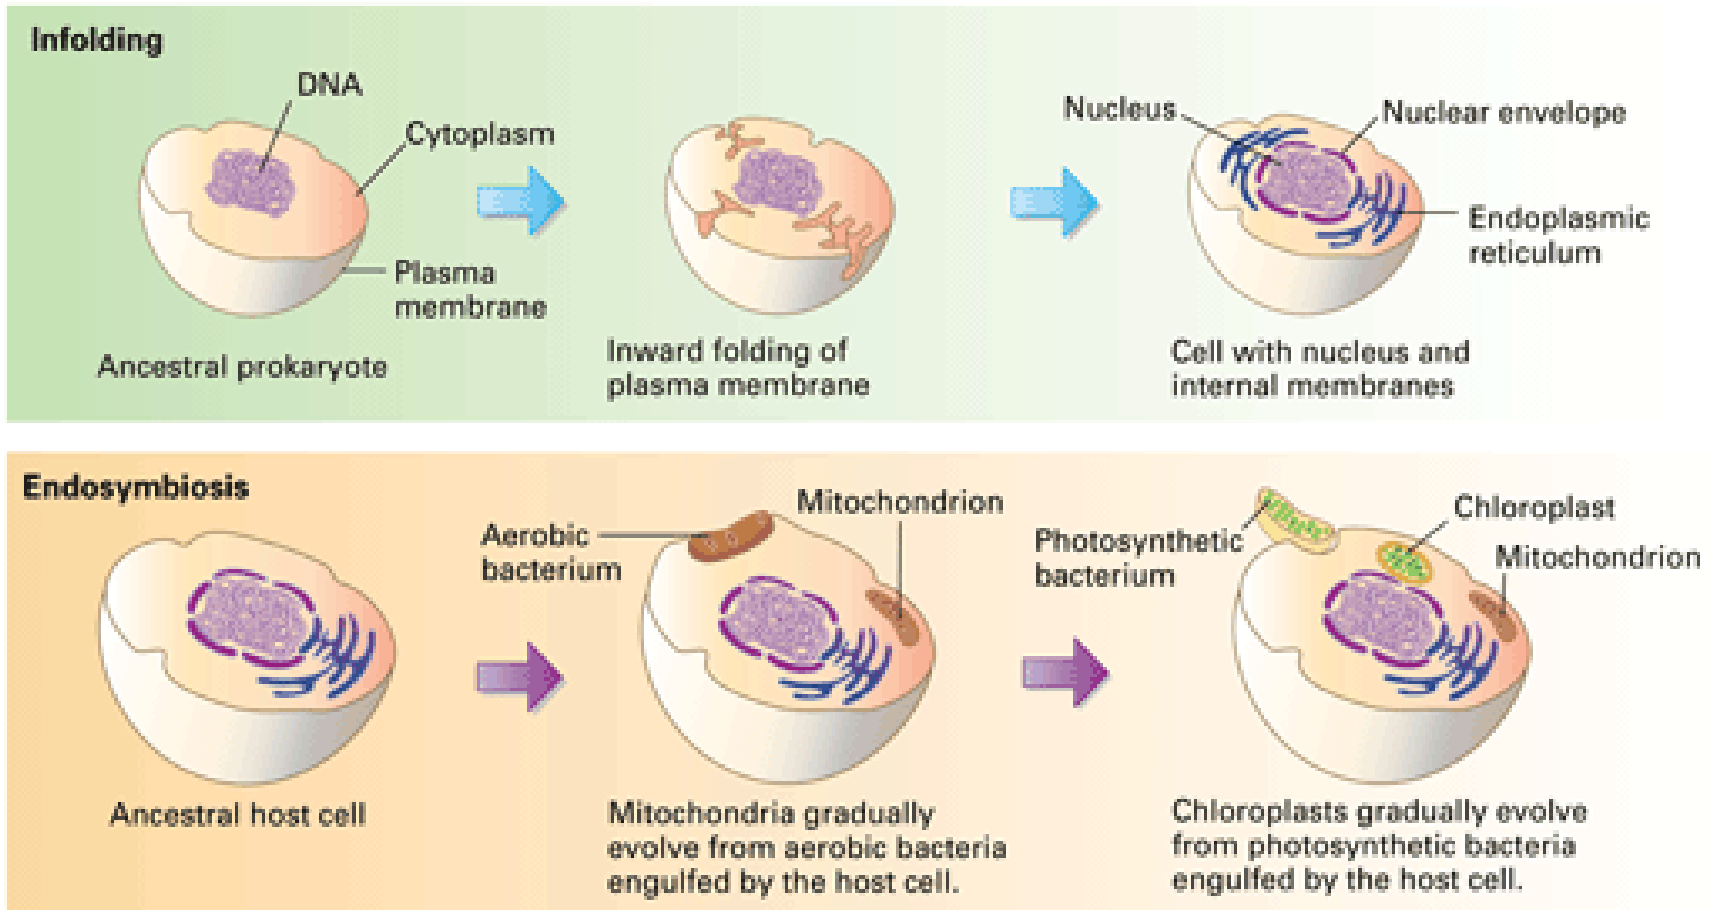 Infolding
DNA
Cytoplasm
Plasma
membrane
Ancestral prokaryote
Inward folding of
plasma membrane
Nucleus
Nuclear envelope
Endoplasmic
reticulum
Cell with nucleus and
internal membranes
Endosymbiosis
Ancestral host cell
Aerobic
bacterium
Mitochondrion
Mitochondria gradually
evolve from aerobic bacteria
engulfed by the host cell.
Photosynthetic
bacterium
Chloroplast
Mitochondrion
Chloroplasts gradually evolve
from photosynthetic bacteria
engulfed by the host cell.